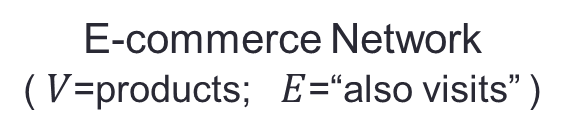 E-commerce Network
( V=products; E=“also visits” )